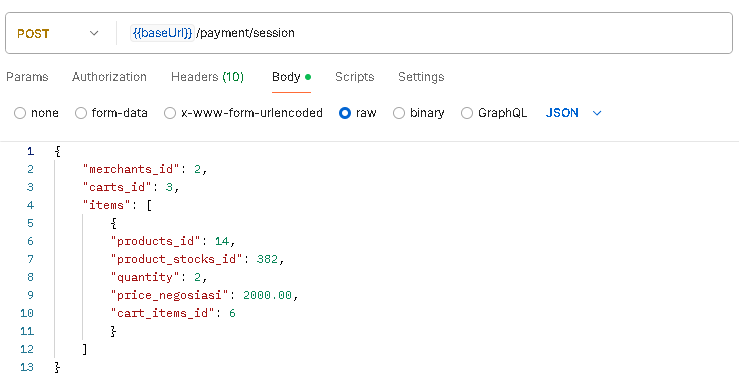 POST {{baseUrl}} /payment/session
Params Authorization Headers (10) Body Scripts Settings
none form-data x-www-form-urlencoded raw binary GraphQL JSON
1 {
2 "merchants_id": 2,
3 "carts_id": 3,
4 "items": [
5 {
6 "products_id": 14,
7 "product_stocks_id": 382,
8 "quantity": 2,
9 "price_negosiasi": 2000.00,
10 "cart_items_id": 6
11 }
12 ]
13 }